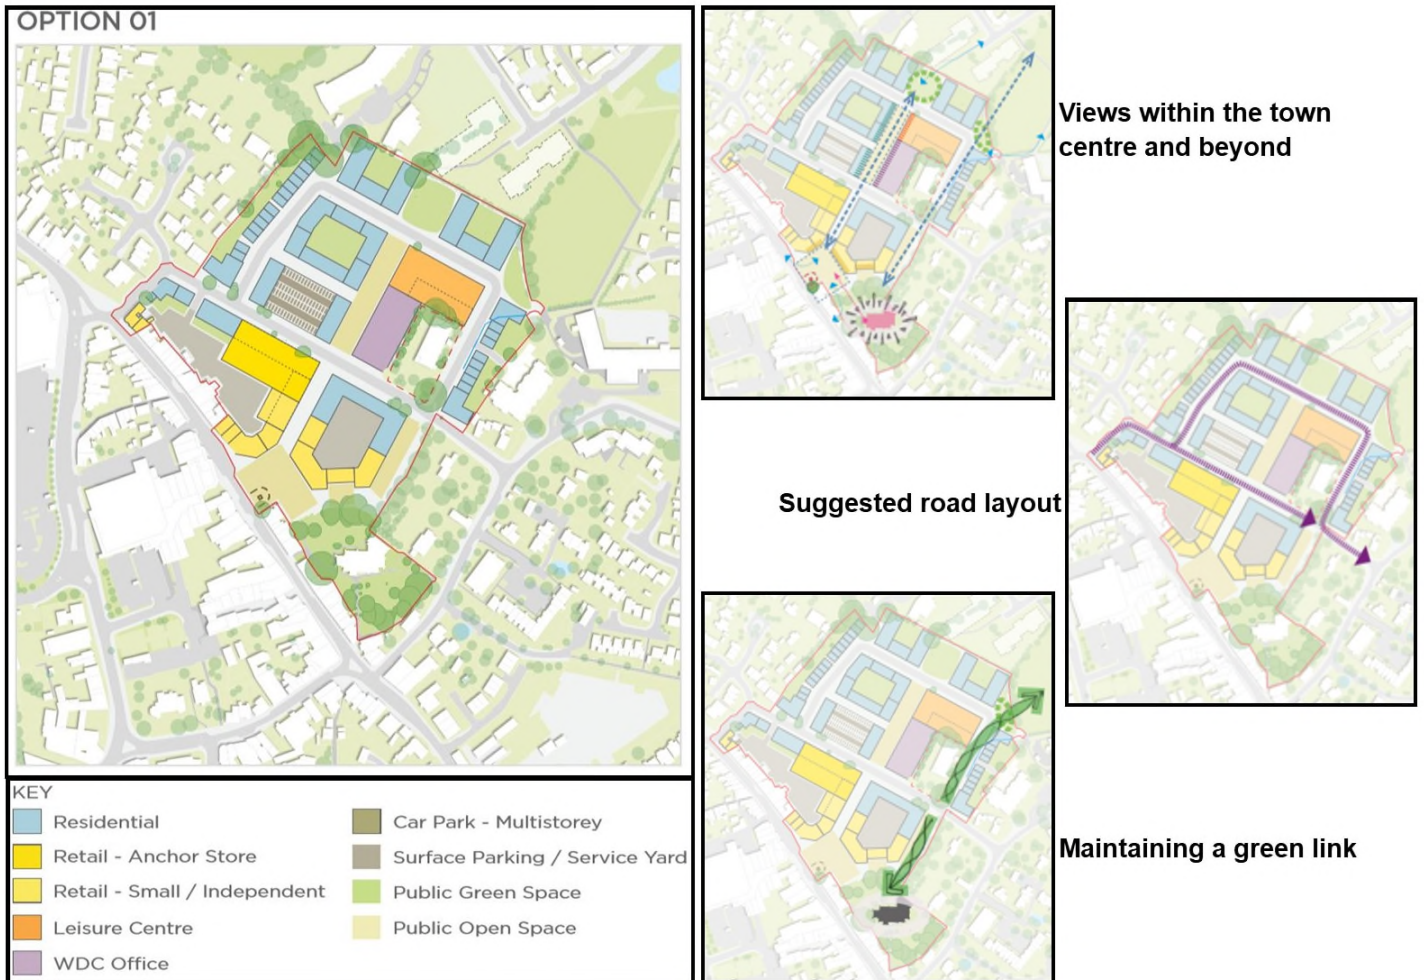 OPTION 01
Views within the town
centre and beyond
Suggested road layout
Maintaining a green link
KEY
Residential
Retail - Anchor Store
Retail - Small / Independent
Leisure Centre
WDC Office
Car Park - Multistorey
Surface Parking / Service Yard
Public Green Space
Public Open Space